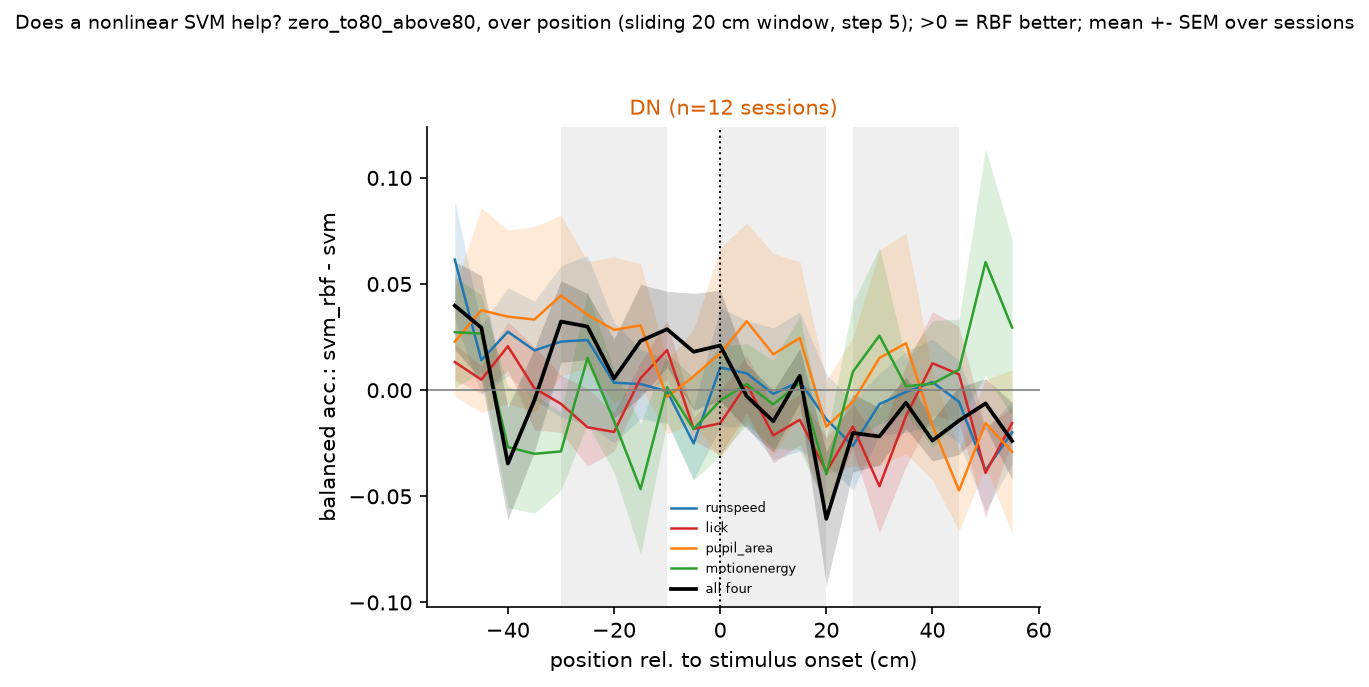 Does a nonlinear SVM help? zero_to80_above80, over position (sliding 20 cm window, step 5); >0 = RBF better; mean +- SEM over sessions
DN (n=12 sessions)
balanced acc.: svm_rbf - svm
0.10
0.05
0.00
−0.05
−0.10
runspeed
lick
pupil_area
motionenergy
all four
−40
−20
0
20
40
60
position rel. to stimulus onset (cm)